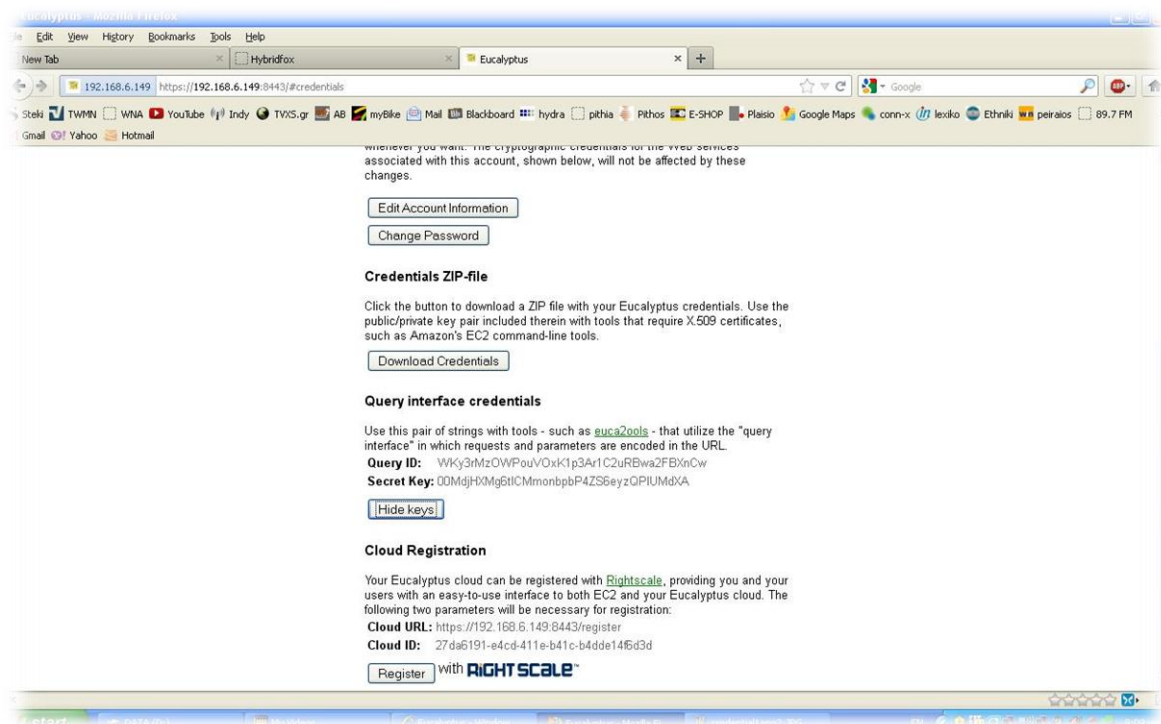 Eucalyptus - Mozilla Firefox
Edit View History Bookmarks Tools Help
New Tab Hybridfox Eucalyptus
192.168.6.149 https://192.168.6.149:8443/#credentials Google
Steki TWMN WNA YouTube Indy TVXS.gr AB myBike Mail Blackboard hydra pithia Pithos E-SHOP Plaisio Google Maps conn-x lexiko Ethniki peiraios 89.7 FM
Gmail Yahoo Hotmail
whenever you want. The cryptographic credentials for the Web services
associated with this account, shown below, will not be affected by these
changes.
Edit Account Information
Change Password
Credentials ZIP-file
Click the button to download a ZIP file with your Eucalyptus credentials. Use the
public/private key pair included therein with tools that require X.509 certificates,
such as Amazon's EC2 command-line tools.
Download Credentials
Query interface credentials
Use this pair of strings with tools - such as euca2ools - that utilize the "query
interface" in which requests and parameters are encoded in the URL.
Query ID: WKy3rMzOWPouVOxK1p3Ar1C2uRBwa2FBXnCw
Secret Key: 00MdjHXMg6tICMmonbpbP4ZS6eyzQPIUMdXA
Hide keys
Cloud Registration
Your Eucalyptus cloud can be registered with Rightscale, providing you and your
users with an easy-to-use interface to both EC2 and your Eucalyptus cloud. The
following two parameters will be necessary for registration:
Cloud URL: https://192.168.6.149:8443/register
Cloud ID: 27da6191-e4cd-411e-b41c-b4dde14f6d3d
Register with RiGHTSCaLe
start